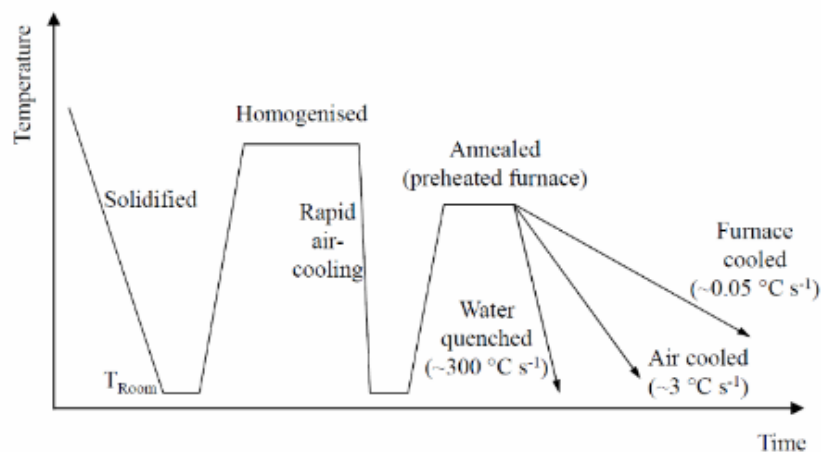 Temperature
Homogenised
Annealed
(preheated furnace)
Solidified
Rapid
air-
cooling
Furnace
cooled
(~0.05 °C s-1)
Water
quenched
(~300 °C s-1)
Air cooled
(~3 °C s-1)
TRoom
Time